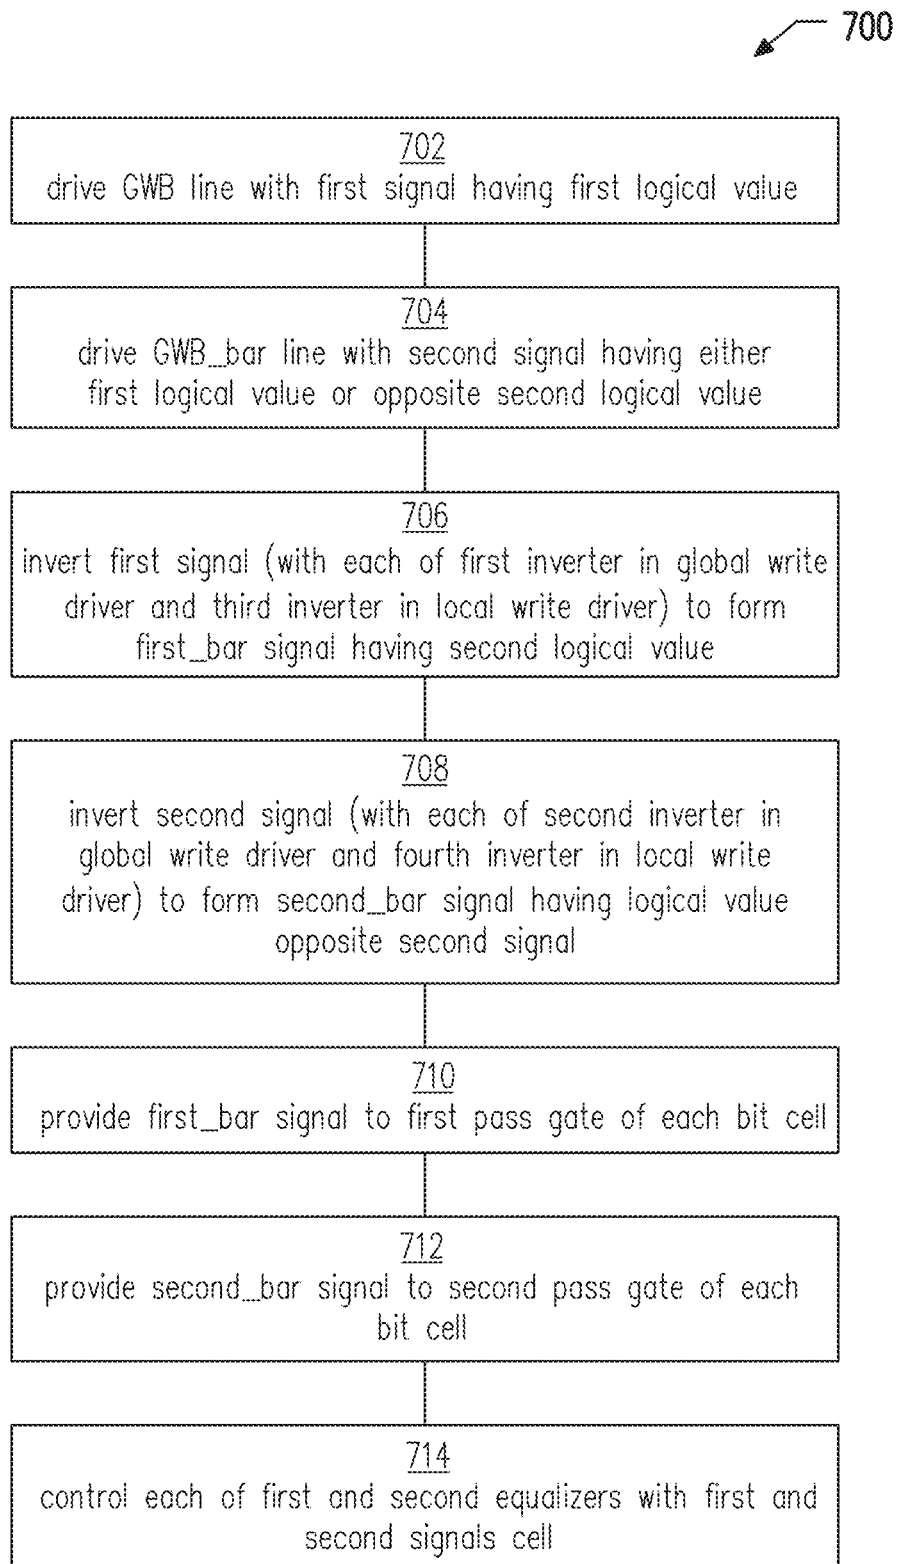 700
702
drive GWB line with first signal having first logical value
704
drive GWB_bar line with second signal having either
first logical value or opposite second logical value
706
invert first signal (with each of first inverter in global write
driver and third inverter in local write driver) to form
first_bar signal having second logical value
708
invert second signal (with each of second inverter in
global write driver and fourth inverter in local write
driver) to form second_bar signal having logical value
opposite second signal
710
provide first_bar signal to first pass gate of each bit cell
712
provide second_bar signal to second pass gate of each
bit cell
714
control each of first and second equalizers with first and
second signals cell